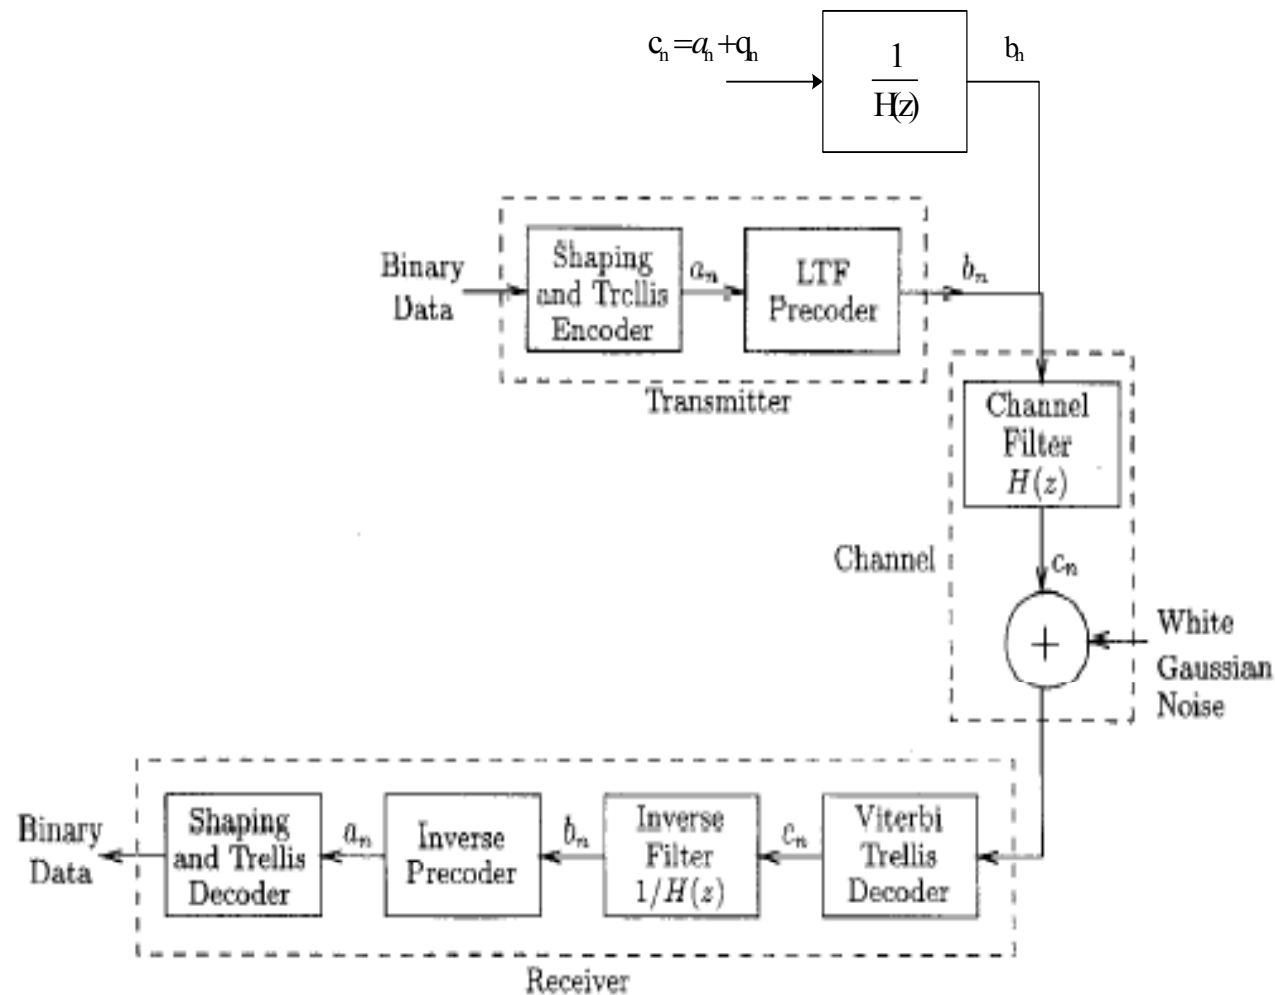 cₙ=aₙ+qₙ
1
H(z)
bₙ
Binary
Data
Shaping
and Trellis
Encoder
aₙ
LTF
Precoder
bₙ
Transmitter
Channel
Filter
H(z)
Channel
cₙ
+
White
Gaussian
Noise
Binary
Data
Shaping
and Trellis
Decoder
aₙ
Inverse
Precoder
bₙ
Inverse
Filter
1/H(z)
cₙ
Viterbi
Trellis
Decoder
Receiver